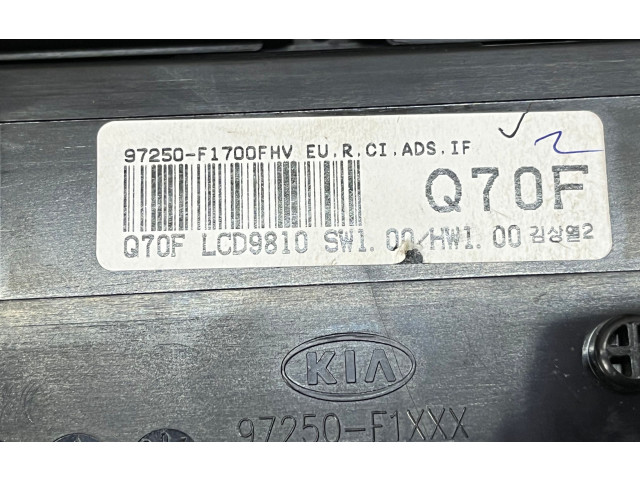 97250-F1700FHV EU.R.CI.ADS.IF
Q70F
Q70F LCD9810 SW1.00/HW1.00 김상열2
KIA
97250-F1XXX